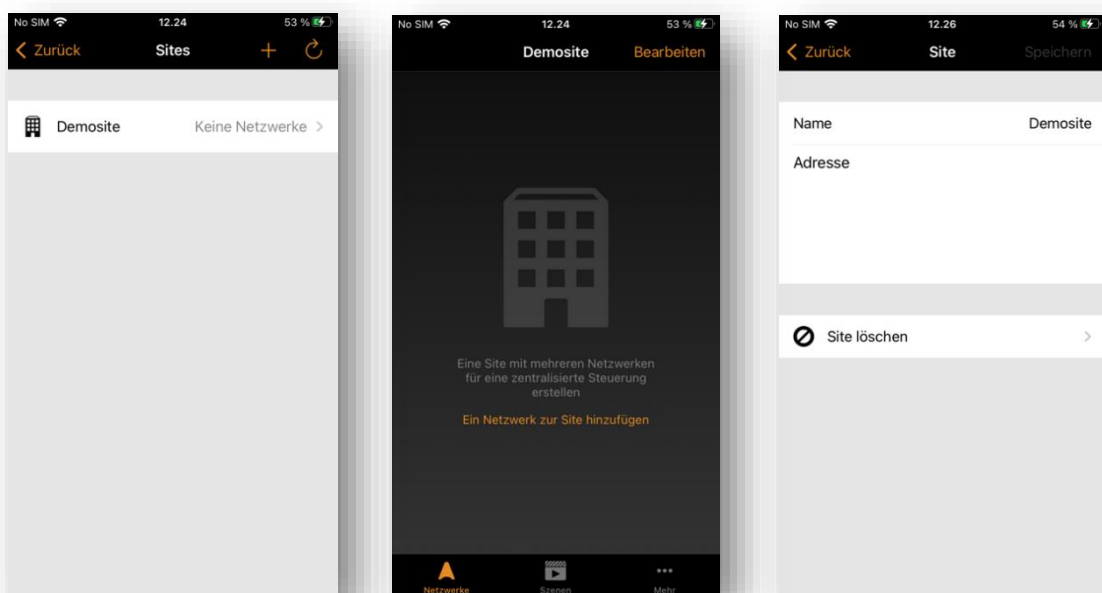 No SIM 12.24 53 %
Zurück Sites
Demosite Keine Netzwerke
No SIM 12.24 53 %
Demosite Bearbeiten
Eine Site mit mehreren Netzwerken
für eine zentralisierte Steuerung
erstellen
Ein Netzwerk zur Site hinzufügen
Netzwerke Szenen Mehr
No SIM 12.26 54 %
Zurück Site Speichern
Name Demosite
Adresse
Site löschen